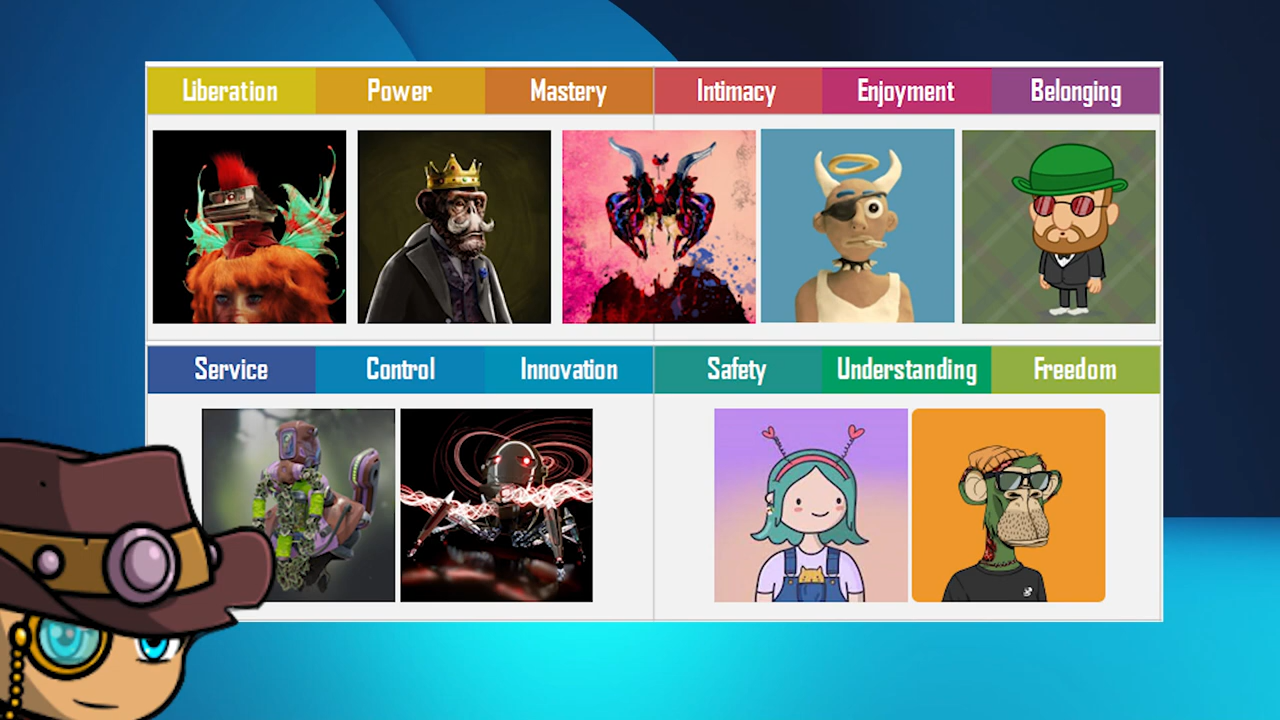 Liberation Power Mastery Intimacy Enjoyment Belonging
Service Control Innovation Safety Understanding Freedom